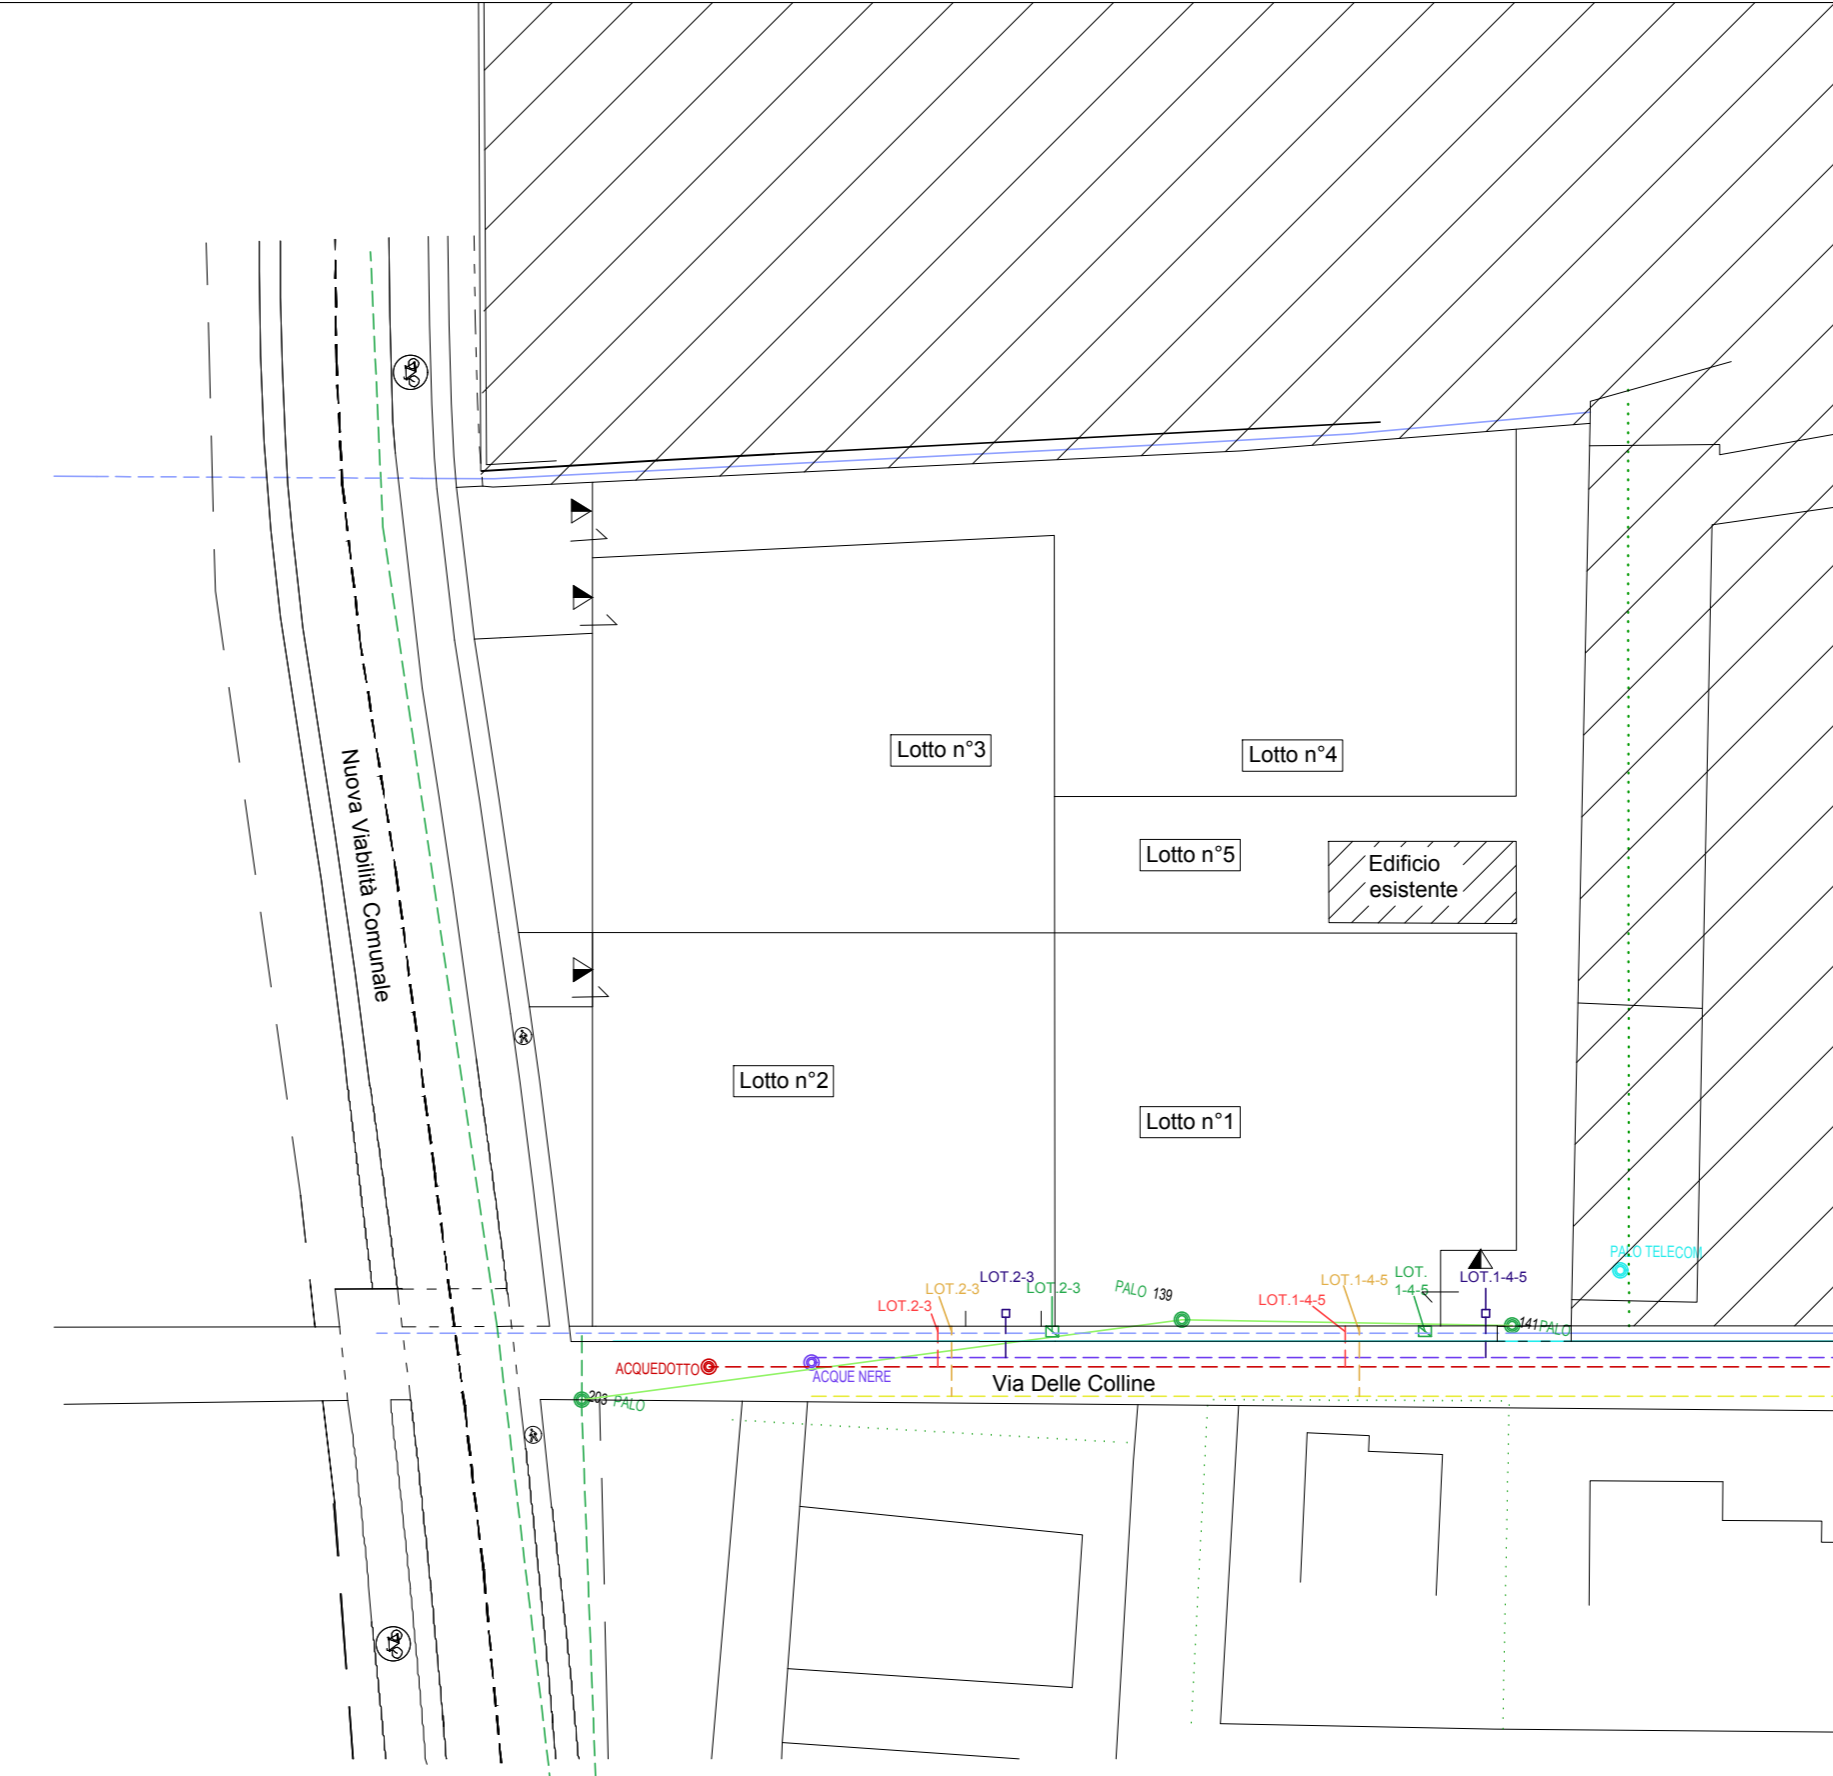 Nuova Viabilità Comunale
Lotto n°3
Lotto n°4
Lotto n°5
Edificio
esistente
Lotto n°2
Lotto n°1
PALO TELECOM
LOT.2-3
LOT.2-3
LOT.2-3
LOT.2-3
PALO 139
LOT.1-4-5
LOT.1-4-5
LOT.
1-4-5
LOT.1-4-5
141 PALO
ACQUEDOTTO
ACQUE NERE
Via Delle Colline
203 PALO